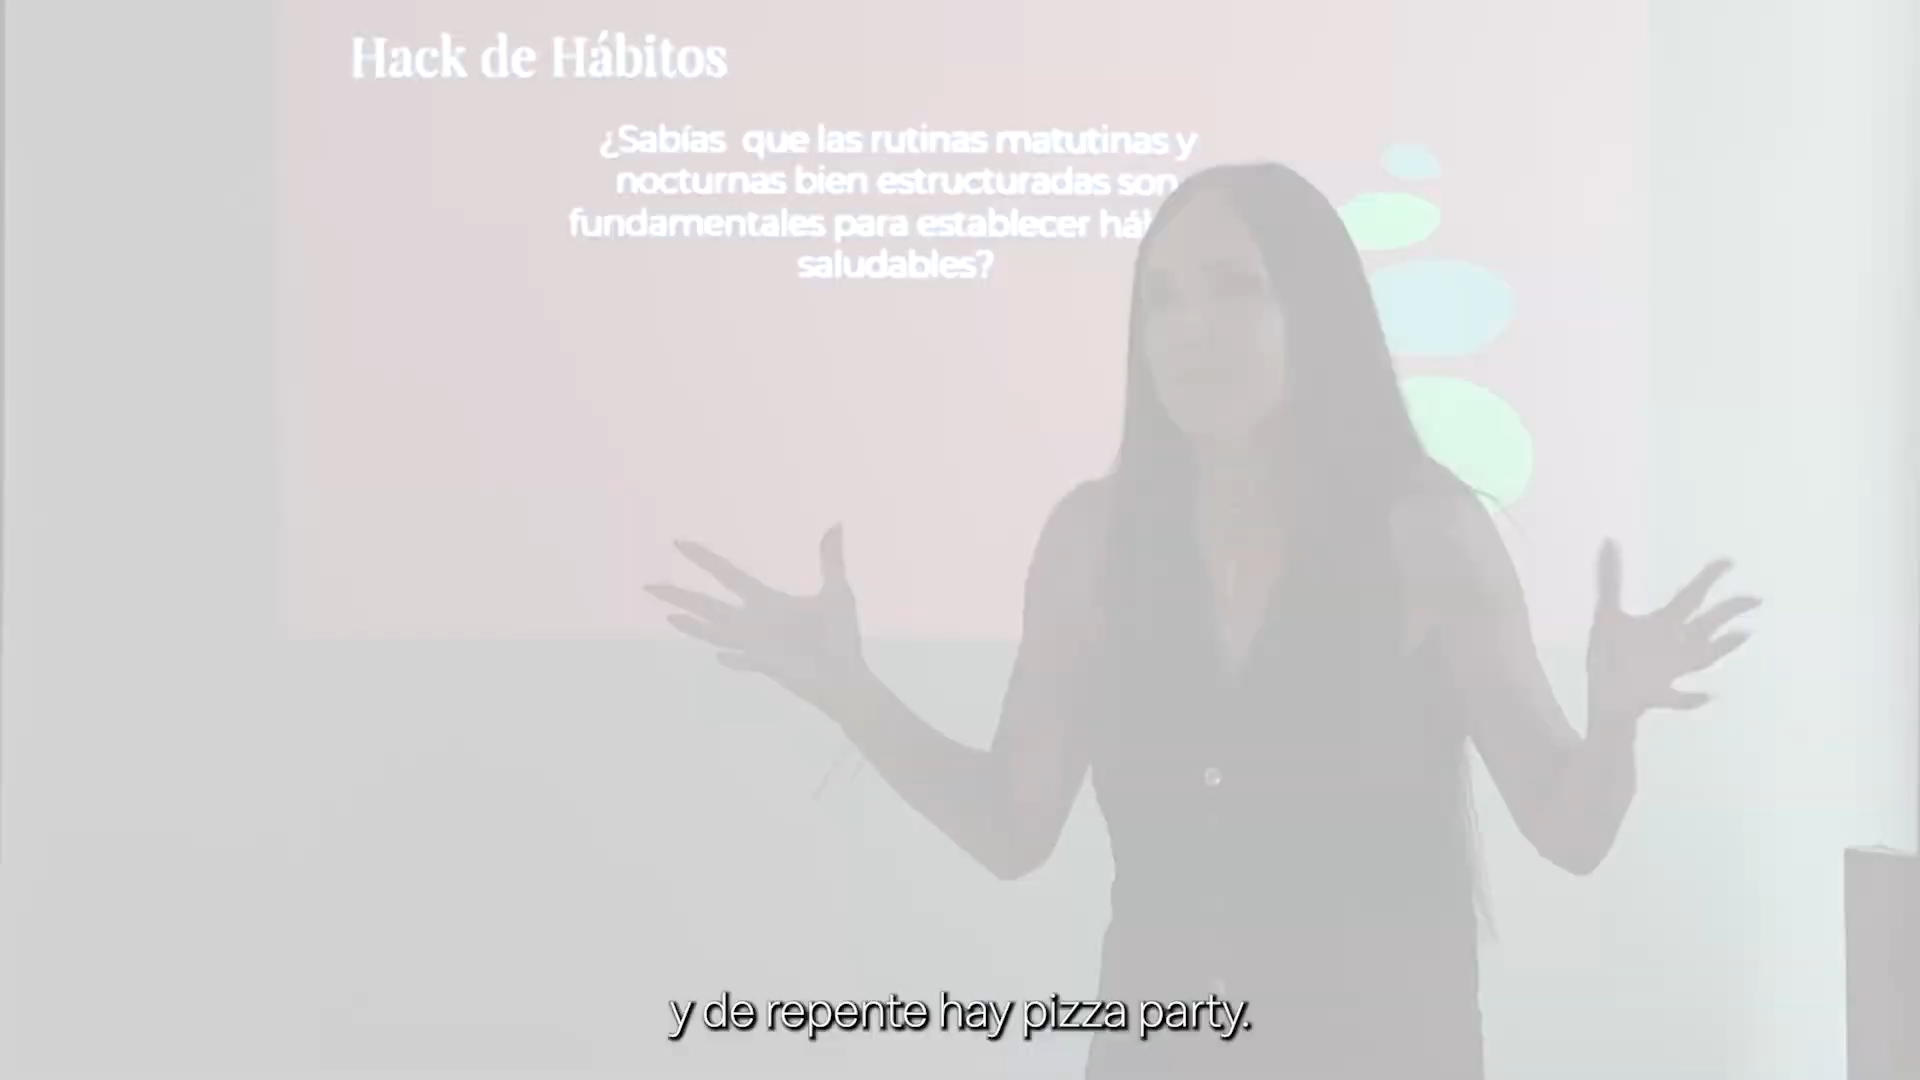 Hack de Hábitos
¿Sabías que las rutinas matutinas y
nocturnas bien estructuradas son
fundamentales para establecer
saludables?
y de repente hay pizza party.